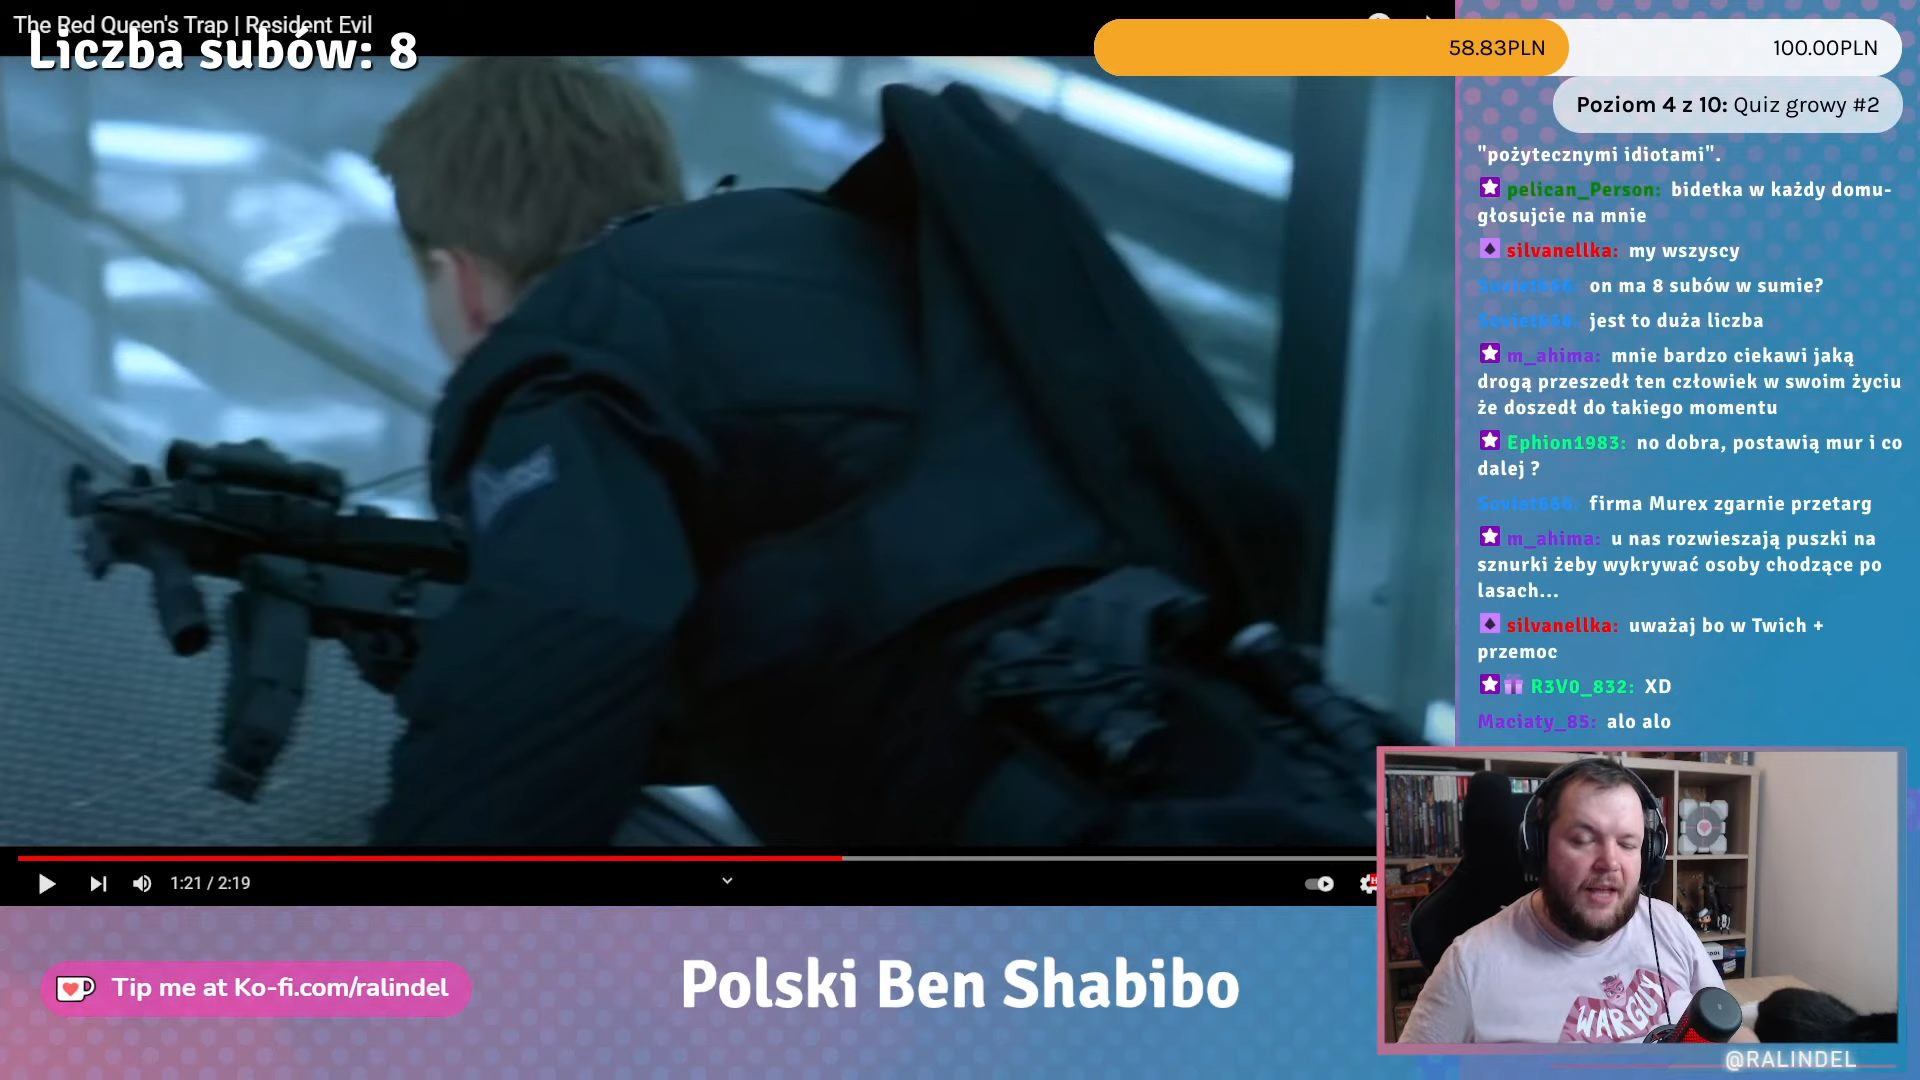 The Red Queen's Trap | Resident Evil
Liczba subów: 8
58.83PLN
100.00PLN
Poziom 4 z 10: Quiz growy #2
"pożytecznymi idiotami".
pelican_Person: bidetka w każdy domu-
głosujcie na mnie
silvanellka: my wszyscy
Soviet666: on ma 8 subów w sumie?
Soviet666: jest to duża liczba
m_ahima: mnie bardzo ciekawi jaką
drogą przeszedł ten człowiek w swoim życiu
że doszedł do takiego momentu
Ephion1983: no dobra, postawią mur i co
dalej ?
Soviet666: firma Murex zgarnie przetarg
m_ahima: u nas rozwieszają puszki na
sznurki żeby wykrywać osoby chodzące po
lasach...
silvanellka: uważaj bo w Twich +
przemoc
R3V0_832: XD
Maciaty_85: alo alo
1:21 / 2:19
Tip me at Ko-fi.com/ralindel
Polski Ben Shabibo
WARGUY
@RALINDEL